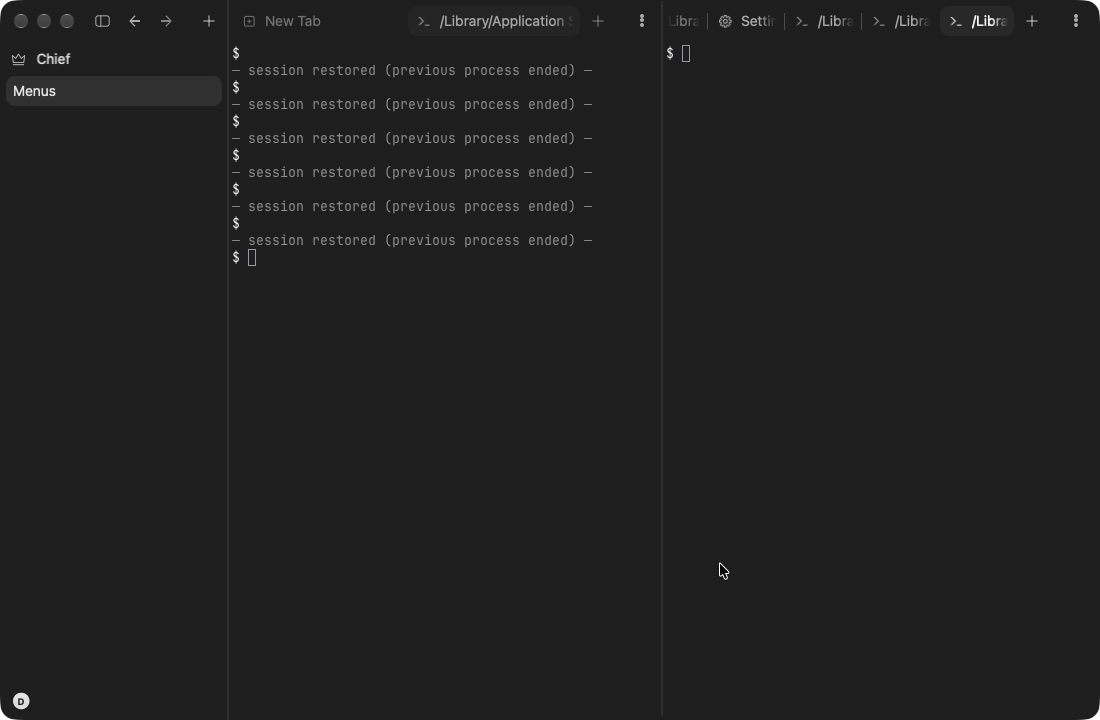 New Tab
/Library/Application S
Libra
Settir
/Libra
/Libra
/Libra
Chief
Menus
$
— session restored (previous process ended) —
$
— session restored (previous process ended) —
$
— session restored (previous process ended) —
$
— session restored (previous process ended) —
$
— session restored (previous process ended) —
$
— session restored (previous process ended) —
$
$
D